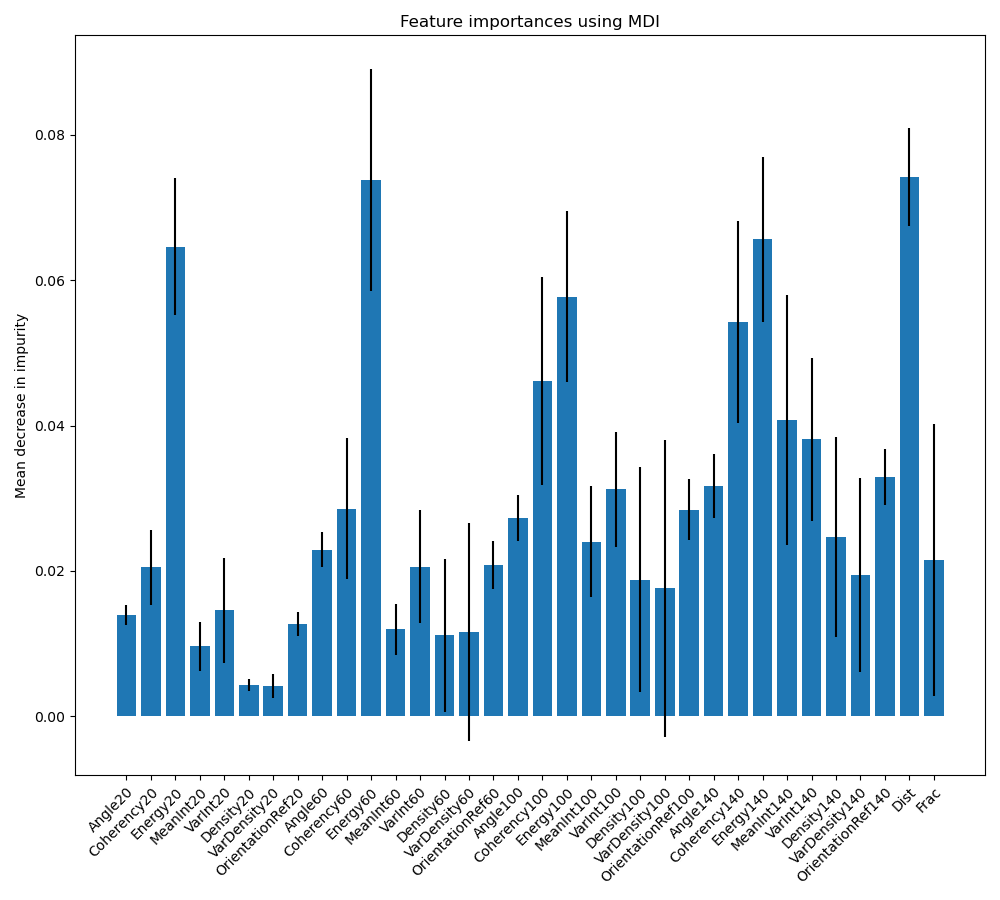 Feature importances using MDI
Mean decrease in impurity
0.08
0.06
0.04
0.02
0.00
Angle20
Coherency20
Energy20
MeanInt20
VarInt20
Density20
VarDensity20
OrientationRef20
Angle60
Coherency60
Energy60
MeanInt60
VarInt60
Density60
VarDensity60
OrientationRef60
Angle100
Coherency100
Energy100
MeanInt100
VarInt100
Density100
VarDensity100
OrientationRef100
Angle140
Coherency140
Energy140
MeanInt140
VarInt140
Density140
VarDensity140
OrientationRef140
Dist
Frac